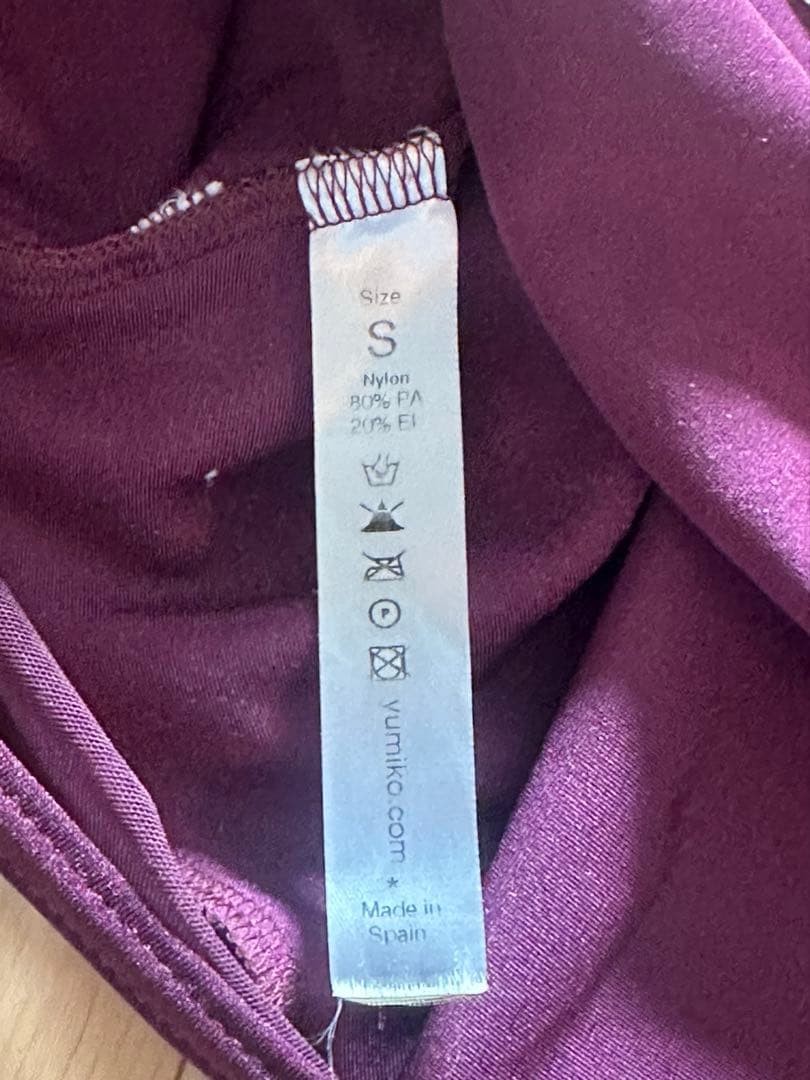 Size
S
Nylon
80% PA
20% El
P
yumiko.com
*
Made in
Spain